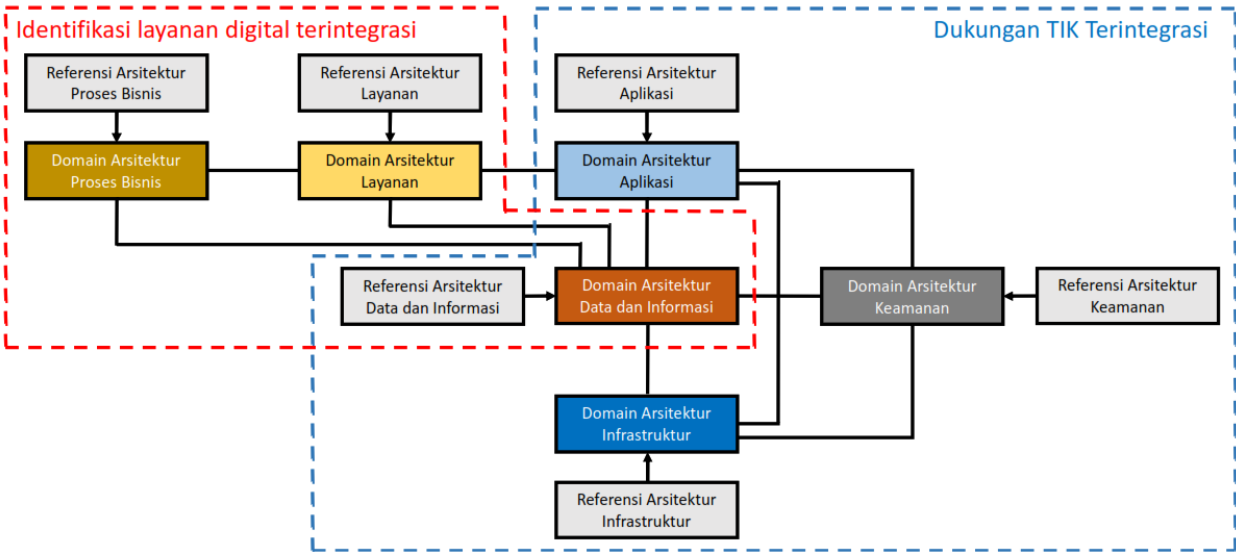 Identifikasi layanan digital terintegrasi
Dukungan TIK Terintegrasi
Referensi Arsitektur
Proses Bisnis
Referensi Arsitektur
Layanan
Referensi Arsitektur
Aplikasi
Domain Arsitektur
Proses Bisnis
Domain Arsitektur
Layanan
Domain Arsitektur
Aplikasi
Referensi Arsitektur
Data dan Informasi
Domain Arsitektur
Data dan Informasi
Domain Arsitektur
Keamanan
Referensi Arsitektur
Keamanan
Domain Arsitektur
Infrastruktur
Referensi Arsitektur
Infrastruktur